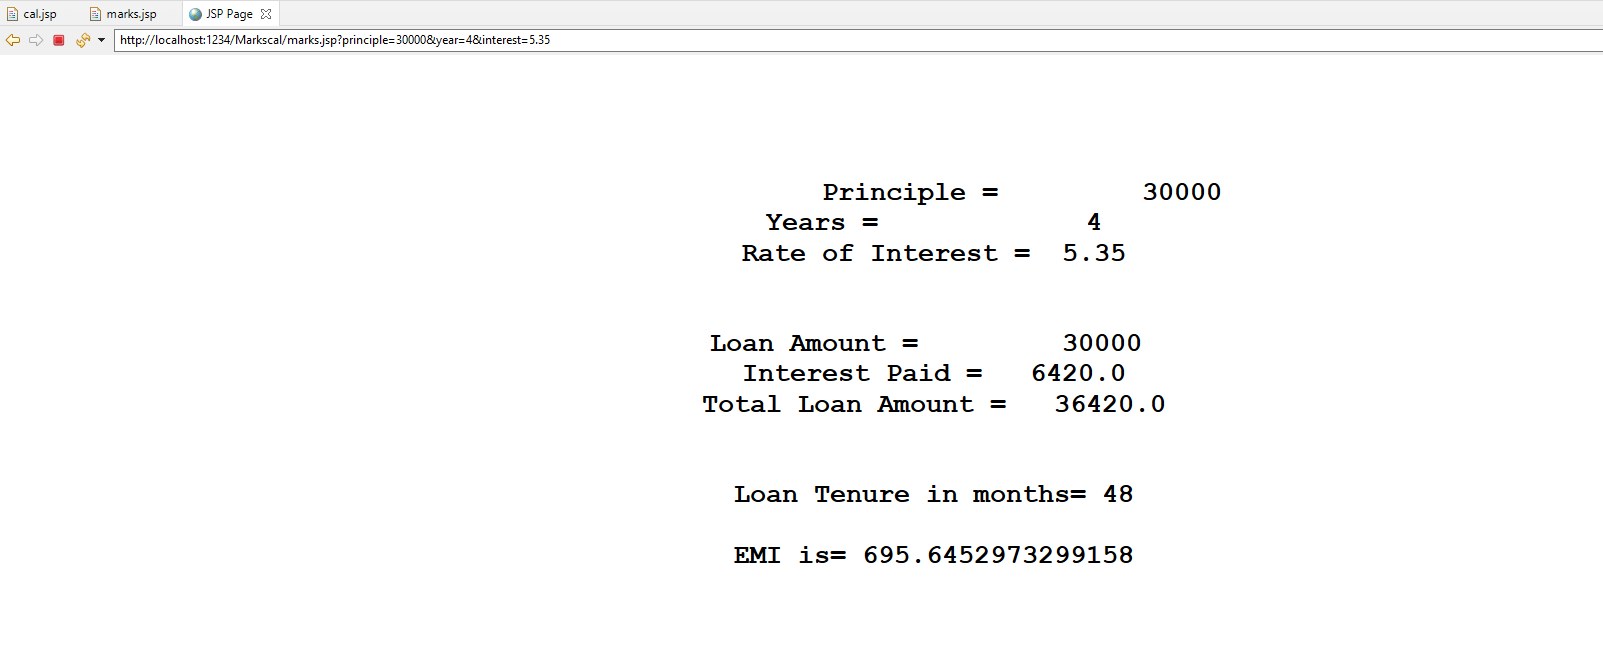 cal.jsp marks.jsp JSP Page
http://localhost:1234/Markscal/marks.jsp?principle=30000&year=4&interest=5.35
Principle = 30000
Years = 4
Rate of Interest = 5.35
Loan Amount = 30000
Interest Paid = 6420.0
Total Loan Amount = 36420.0
Loan Tenure in months= 48
EMI is= 695.6452973299158